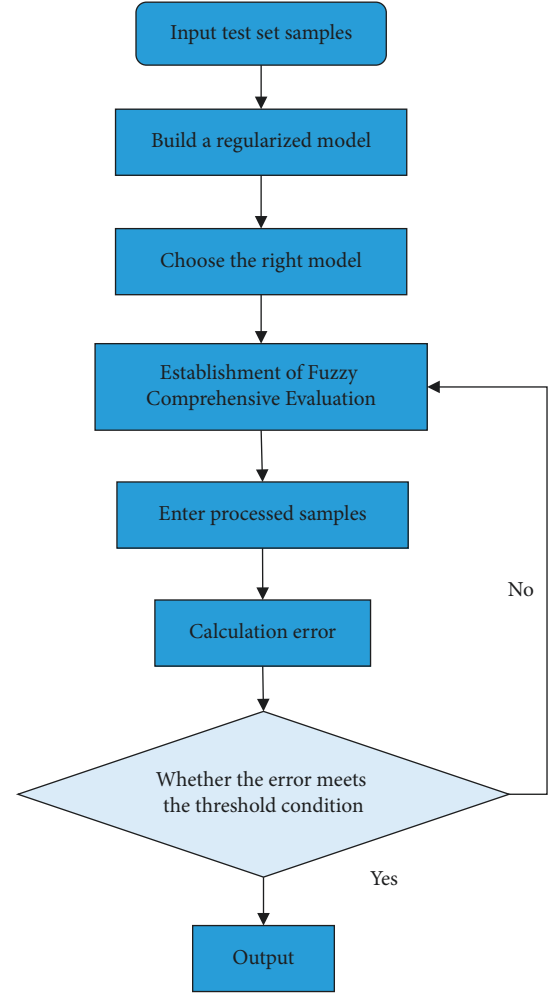 Input test set samples
Build a regularized model
Choose the right model
Establishment of Fuzzy
Comprehensive Evaluation
Enter processed samples
Calculation error
No
Whether the error meets
the threshold condition
Yes
Output